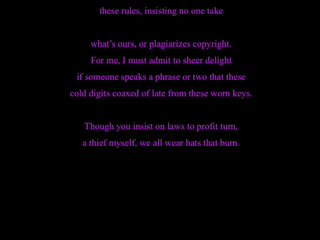 these rules, insisting no one take
what's ours, or plagiarizes copyright.
For me, I must admit to sheer delight
if someone speaks a phrase or two that these
cold digits coaxed of late from these worn keys.
Though you insist on laws to profit turn,
a thief myself, we all wear hats that burn.